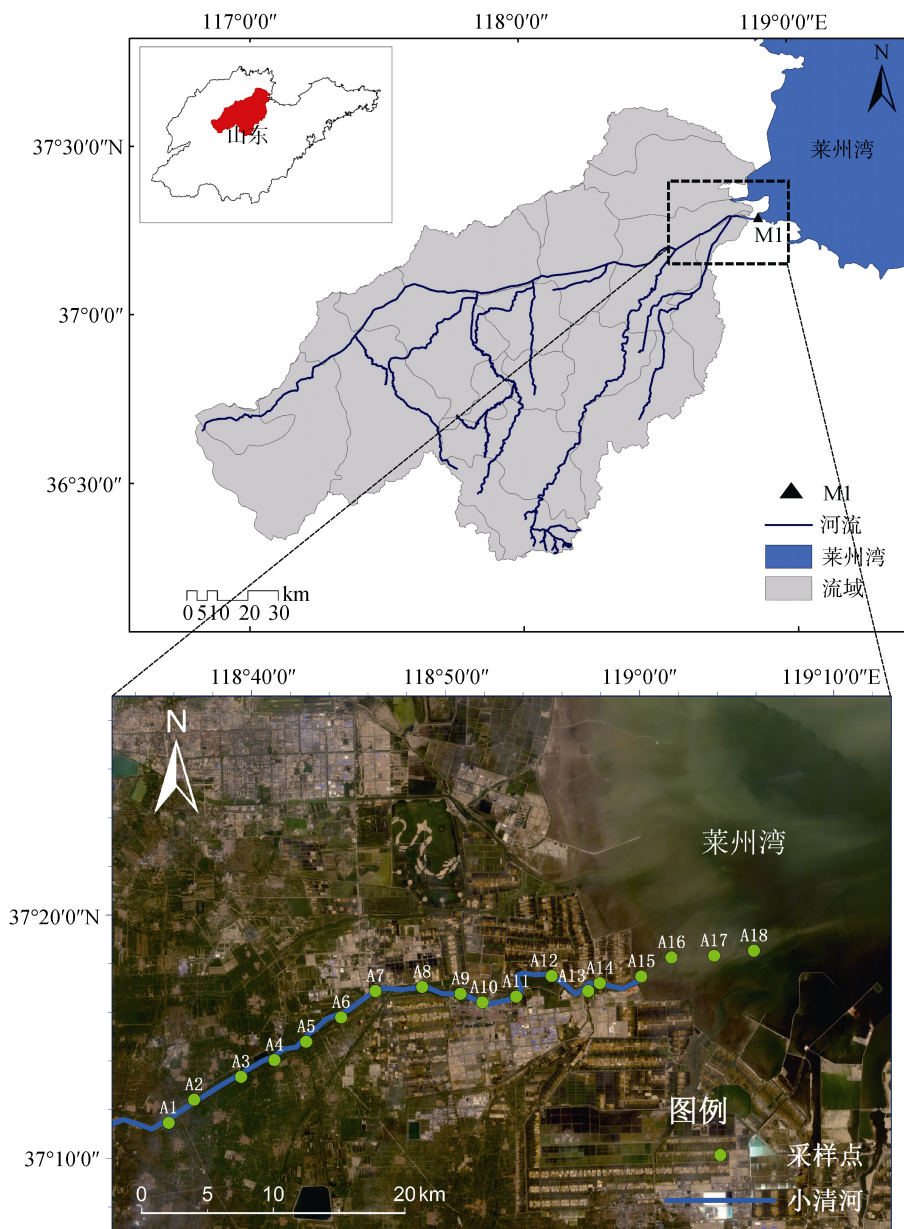 117°0′0″
118°0′0″
119°0′0″E
N
山东
37°30′0″N
莱州湾
M1
37°0′0″
36°30′0″
M1
河流
莱州湾
流域
km
0 5 10 20 30
118°40′0″
118°50′0″
119°0′0″
119°10′0″E
N
莱州湾
37°20′0″N
A18
A17
A16
A15
A14
A13
A12
A11
A10
A9
A8
A7
A6
A5
A4
A3
A2
A1
图例
37°10′0″
采样点
0 5 10 20 km
小清河